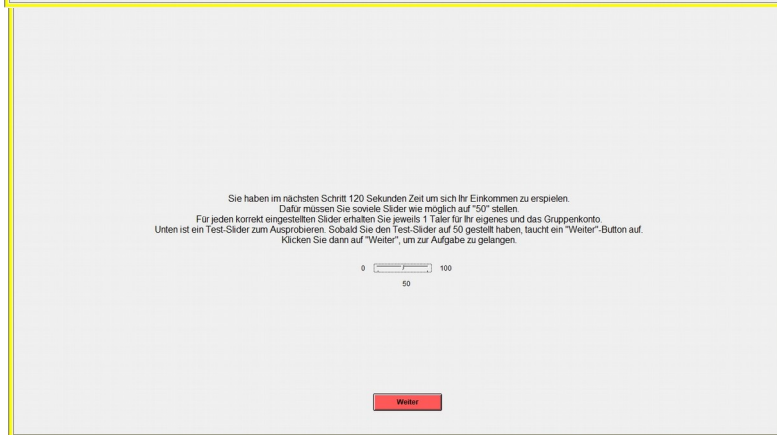 Sie haben im nächsten Schritt 120 Sekunden Zeit um sich Ihr Einkommen zu erspielen.
Dafür müssen Sie soviele Slider wie möglich auf "50" stellen.
Für jeden korrekt eingestellten Slider erhalten Sie jeweils 1 Taler für Ihr eigenes und das Gruppenkonto.
Unten ist ein Test-Slider zum Ausprobieren. Sobald Sie den Test-Slider auf 50 gestellt haben, taucht ein "Weiter"-Button auf.
Klicken Sie dann auf "Weiter", um zur Aufgabe zu gelangen.
0 100
50
Weiter